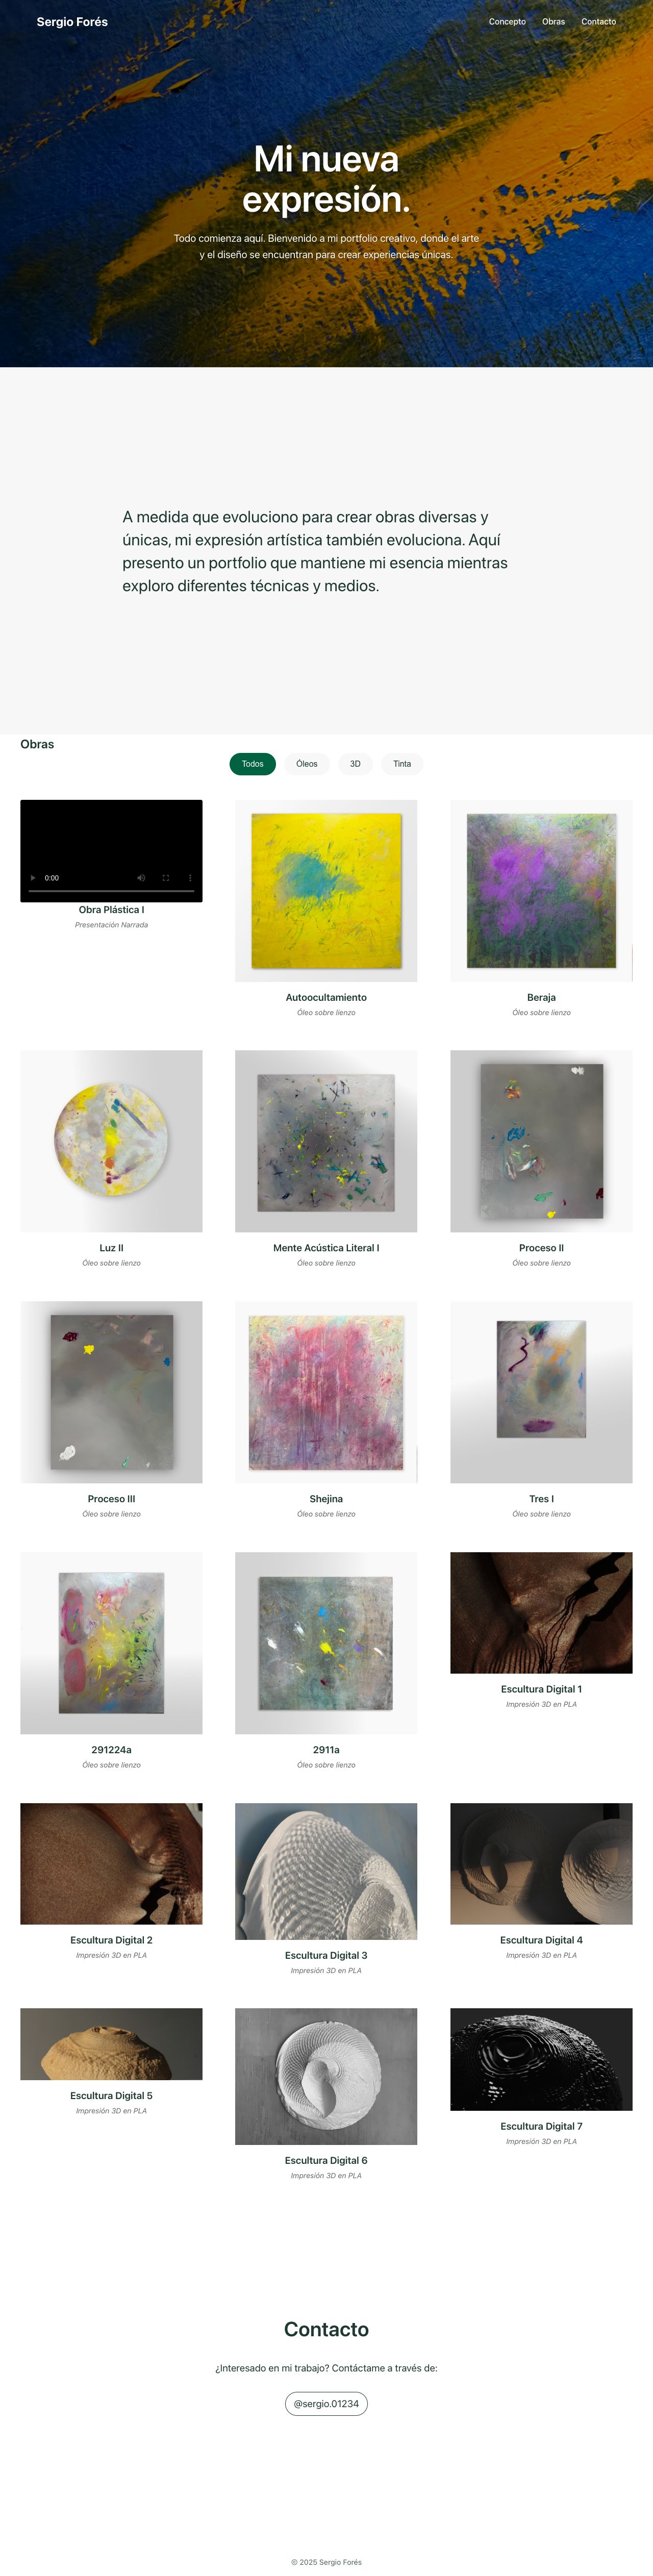 Sergio Forés
Concepto Obras Contacto
Mi nueva
expresión.
Todo comienza aquí. Bienvenido a mi portfolio creativo, donde el arte
y el diseño se encuentran para crear experiencias únicas.
A medida que evoluciono para crear obras diversas y
únicas, mi expresión artística también evoluciona. Aquí
presento un portfolio que mantiene mi esencia mientras
exploro diferentes técnicas y medios.
Obras
Todos Óleos 3D Tinta
0:00
Obra Plástica I
Presentación Narrada
Autoocultamiento
Óleo sobre lienzo
Beraja
Óleo sobre lienzo
Luz II
Óleo sobre lienzo
Mente Acústica Literal I
Óleo sobre lienzo
Proceso II
Óleo sobre lienzo
Proceso III
Óleo sobre lienzo
Shejina
Óleo sobre lienzo
Tres I
Óleo sobre lienzo
291224a
Óleo sobre lienzo
2911a
Óleo sobre lienzo
Escultura Digital 1
Impresión 3D en PLA
Escultura Digital 2
Impresión 3D en PLA
Escultura Digital 3
Impresión 3D en PLA
Escultura Digital 4
Impresión 3D en PLA
Escultura Digital 5
Impresión 3D en PLA
Escultura Digital 6
Impresión 3D en PLA
Escultura Digital 7
Impresión 3D en PLA
Contacto
¿Interesado en mi trabajo? Contáctame a través de:
@sergio.01234
© 2025 Sergio Forés